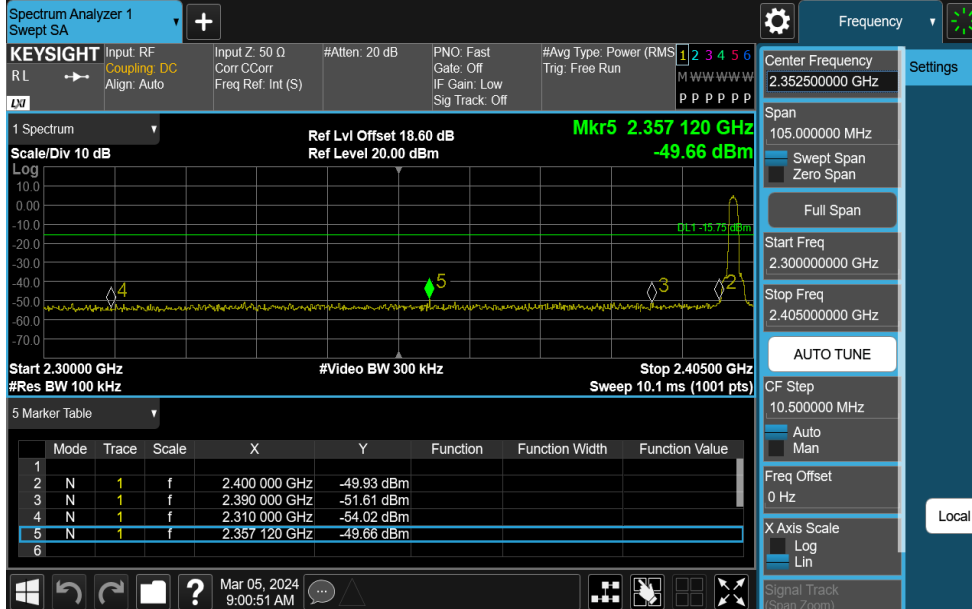 Spectrum Analyzer 1
Swept SA
+
Frequency
KEYSIGHT
RL
LXI
Input: RF
Coupling: DC
Align: Auto
Input Z: 50 Ω
Corr CCorr
Freq Ref: Int (S)
#Atten: 20 dB
PNO: Fast
Gate: Off
IF Gain: Low
Sig Track: Off
#Avg Type: Power (RMS
Trig: Free Run
1 2 3 4 5 6
M W W W W W
P P P P P P
1 Spectrum
Scale/Div 10 dB
Ref Lvl Offset 18.60 dB
Ref Level 20.00 dBm
Mkr5 2.357 120 GHz
-49.66 dBm
Log
10.0
0.00
-10.0
-20.0
-30.0
-40.0
-50.0
-60.0
-70.0
DL1 -15.75 dBm
4
5
3
2
Start 2.30000 GHz
#Res BW 100 kHz
#Video BW 300 kHz
Stop 2.40500 GHz
Sweep 10.1 ms (1001 pts)
5 Marker Table
Mode Trace Scale X Y Function Function Width Function Value
1
2 N 1 f 2.400 000 GHz -49.93 dBm
3 N 1 f 2.390 000 GHz -51.61 dBm
4 N 1 f 2.310 000 GHz -54.02 dBm
5 N 1 f 2.357 120 GHz -49.66 dBm
6
?
Mar 05, 2024
9:00:51 AM
Center Frequency
2.352500000 GHz
Span
105.000000 MHz
Swept Span
Zero Span
Full Span
Start Freq
2.300000000 GHz
Stop Freq
2.405000000 GHz
AUTO TUNE
CF Step
10.500000 MHz
Auto
Man
Freq Offset
0 Hz
X Axis Scale
Log
Lin
Signal Track
(Span Zoom)
Settings
Local